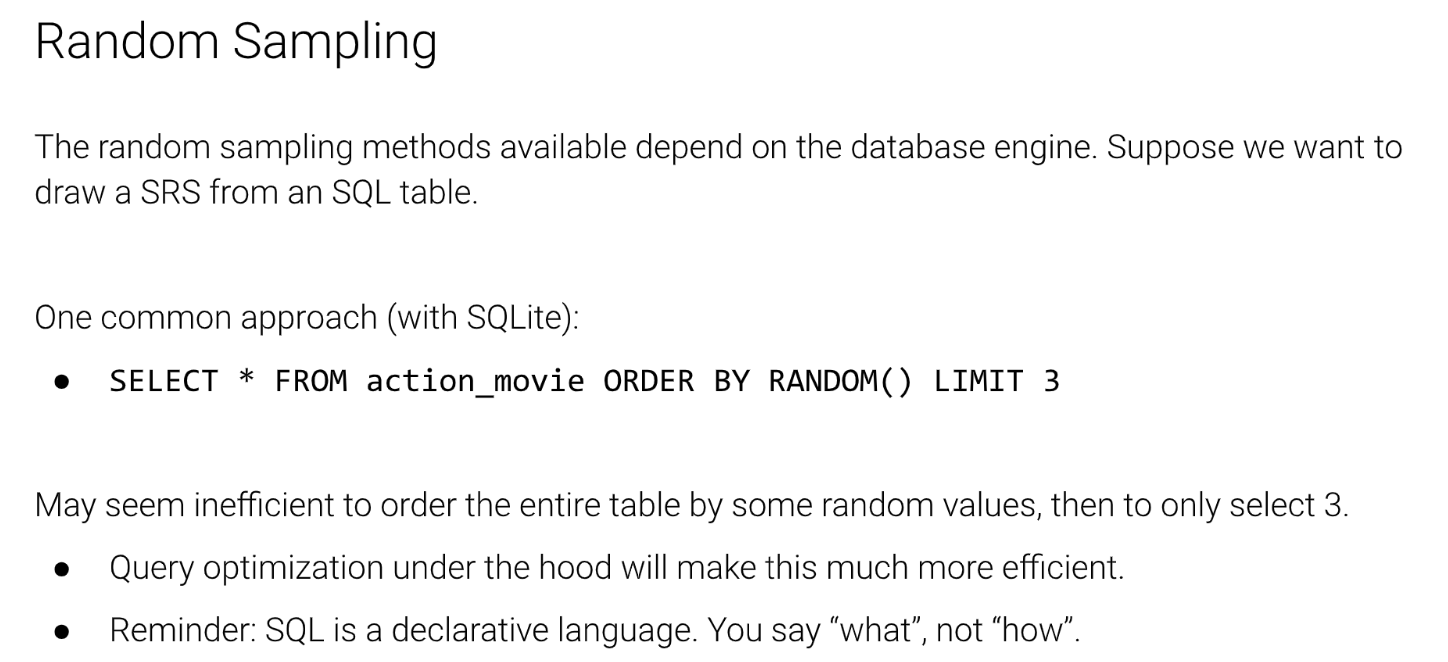 Random Sampling
The random sampling methods available depend on the database engine. Suppose we want to
draw a SRS from an SQL table.
One common approach (with SQLite):
● SELECT * FROM action_movie ORDER BY RANDOM() LIMIT 3
May seem inefficient to order the entire table by some random values, then to only select 3.
● Query optimization under the hood will make this much more efficient.
● Reminder: SQL is a declarative language. You say “what”, not “how”.